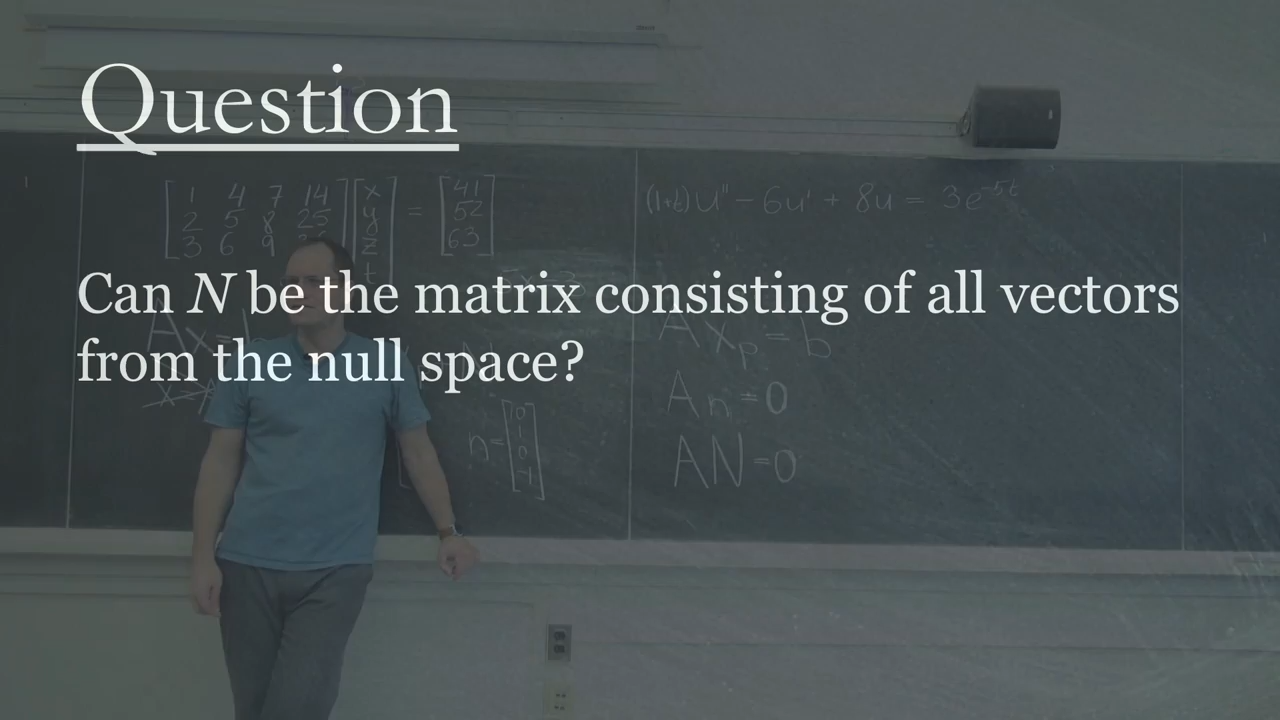 Question
Can N be the matrix consisting of all vectors
from the null space?
[1 4 7 14] [x] = [41]
[2 5 8 25] [y] [52]
[3 6 9] [z] [63]
t
(1+t)u'' - 6u' + 8u = 3e^{-5t}
Ax=b
Ax_p = b
An=0
n=[0 1 0 -1]
AN=0